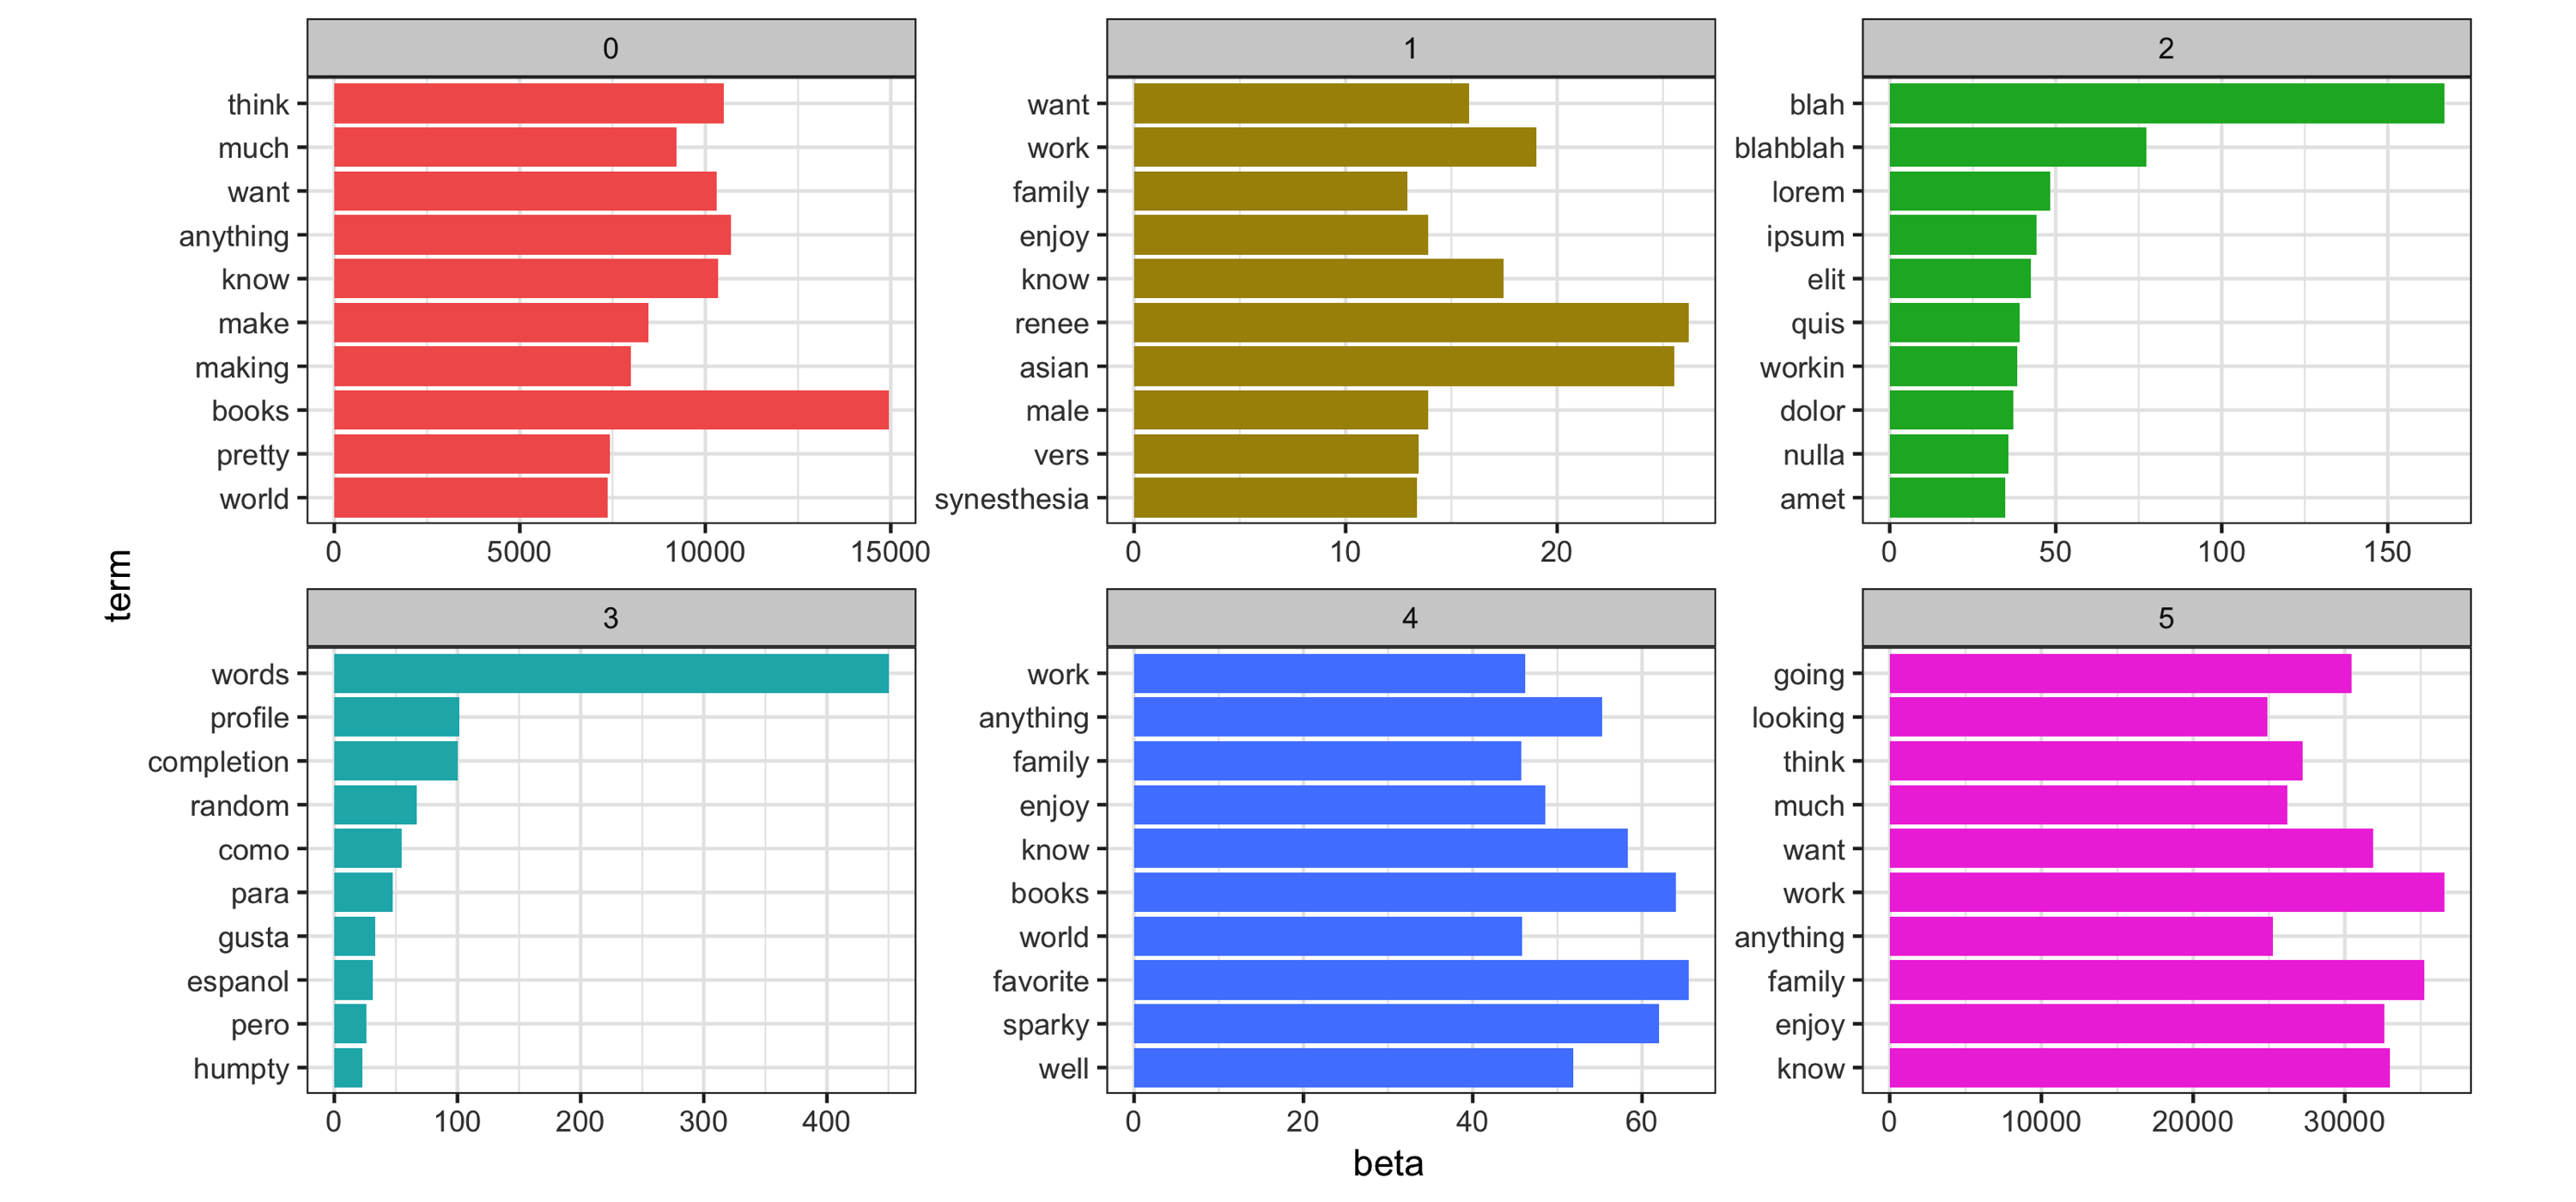 0
think
much
want
anything
know
make
making
books
pretty
world
0 5000 10000 15000
1
want
work
family
enjoy
know
renee
asian
male
vers
synesthesia
0 10 20
2
blah
blahblah
lorem
ipsum
elit
quis
workin
dolor
nulla
amet
0 50 100 150
term
3
words
profile
completion
random
como
para
gusta
espanol
pero
humpty
0 100 200 300 400
4
work
anything
family
enjoy
know
books
world
favorite
sparky
well
0 20 40 60
5
going
looking
think
much
want
work
anything
family
enjoy
know
0 10000 20000 30000
beta